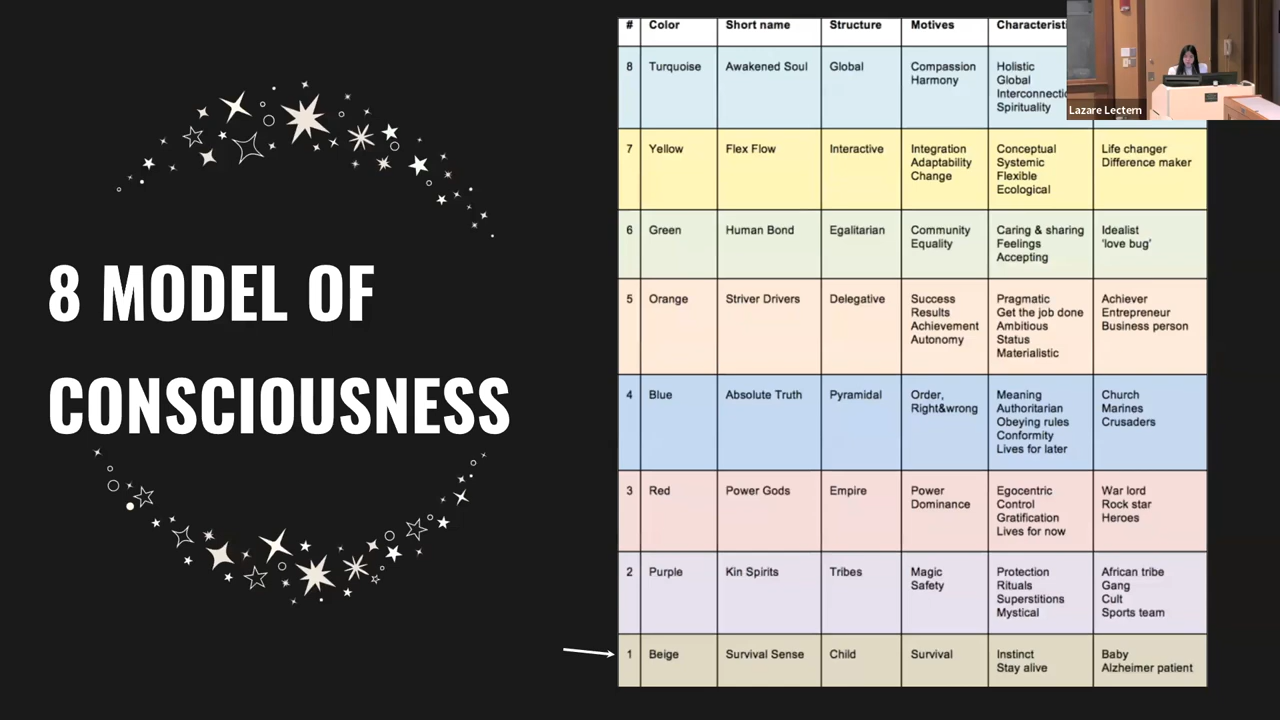 8 MODEL OF
CONSCIOUSNESS
# Color Short name Structure Motives Characteristi
8 Turquoise Awakened Soul Global Compassion Holistic
Harmony Global
Interconnectio
Spirituality
7 Yellow Flex Flow Interactive Integration Conceptual Life changer
Adaptability Systemic Difference maker
Change Flexible
Ecological
6 Green Human Bond Egalitarian Community Caring & sharing Idealist
Equality Feelings 'love bug'
Accepting
5 Orange Striver Drivers Delegative Success Pragmatic Achiever
Results Get the job done Entrepreneur
Achievement Ambitious Business person
Autonomy Status
Materialistic
4 Blue Absolute Truth Pyramidal Order, Meaning Church
Right&wrong Authoritarian Marines
Obeying rules Crusaders
Conformity
Lives for later
3 Red Power Gods Empire Power Egocentric War lord
Dominance Control Rock star
Gratification Heroes
Lives for now
2 Purple Kin Spirits Tribes Magic Protection African tribe
Safety Rituals Gang
Superstitions Cult
Mystical Sports team
1 Beige Survival Sense Child Survival Instinct Baby
Stay alive Alzheimer patient
Lazare Lectern